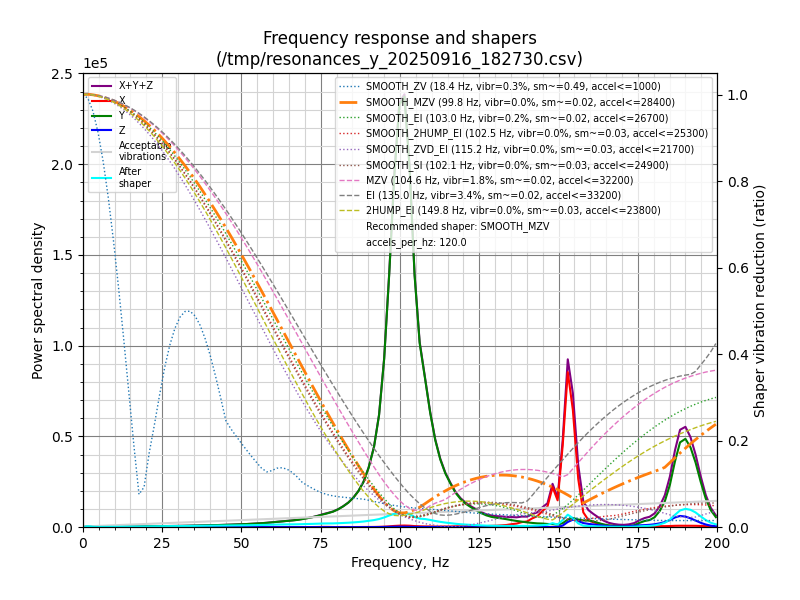 Frequency response and shapers
(/tmp/resonances_y_20250916_182730.csv)
1e5
X+Y+Z
X
Y
Z
Acceptable
vibrations
After
shaper
SMOOTH_ZV (18.4 Hz, vibr=0.3%, sm~=0.49, accel<=1000)
SMOOTH_MZV (99.8 Hz, vibr=0.0%, sm~=0.02, accel<=28400)
SMOOTH_EI (103.0 Hz, vibr=0.2%, sm~=0.02, accel<=26700)
SMOOTH_2HUMP_EI (102.5 Hz, vibr=0.0%, sm~=0.03, accel<=25300)
SMOOTH_ZVD_EI (115.2 Hz, vibr=0.0%, sm~=0.03, accel<=21700)
SMOOTH_SI (102.1 Hz, vibr=0.0%, sm~=0.03, accel<=24900)
MZV (104.6 Hz, vibr=1.8%, sm~=0.02, accel<=32200)
EI (135.0 Hz, vibr=3.4%, sm~=0.02, accel<=33200)
2HUMP_EI (149.8 Hz, vibr=0.0%, sm~=0.03, accel<=23800)
Recommended shaper: SMOOTH_MZV
accels_per_hz: 120.0
2.5
2.0
1.5
1.0
0.5
0.0
Power spectral density
1.0
0.8
0.6
0.4
0.2
0.0
Shaper vibration reduction (ratio)
0 25 50 75 100 125 150 175 200
Frequency, Hz